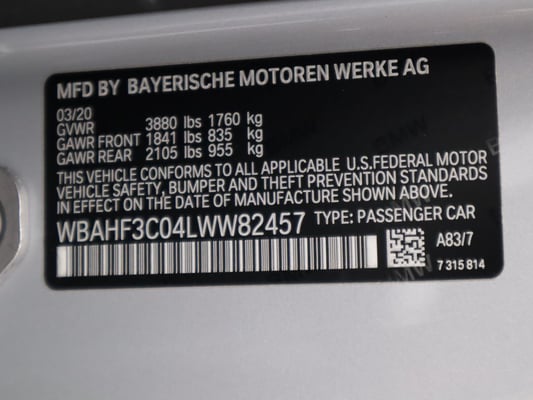 MFD BY BAYERISCHE MOTOREN WERKE AG
03/20
GVWR 3880 lbs 1760 kg
GAWR FRONT 1841 lbs 835 kg
GAWR REAR 2105 lbs 955 kg
THIS VEHICLE CONFORMS TO ALL APPLICABLE U.S.FEDERAL MOTOR
VEHICLE SAFETY, BUMPER, AND THEFT PREVENTION STANDARDS
IN EFFECT ON THE DATE OF MANUFACTURE SHOWN ABOVE.
WBAHF3C04LWW82457 TYPE: PASSENGER CAR
A83/7
7 315 814